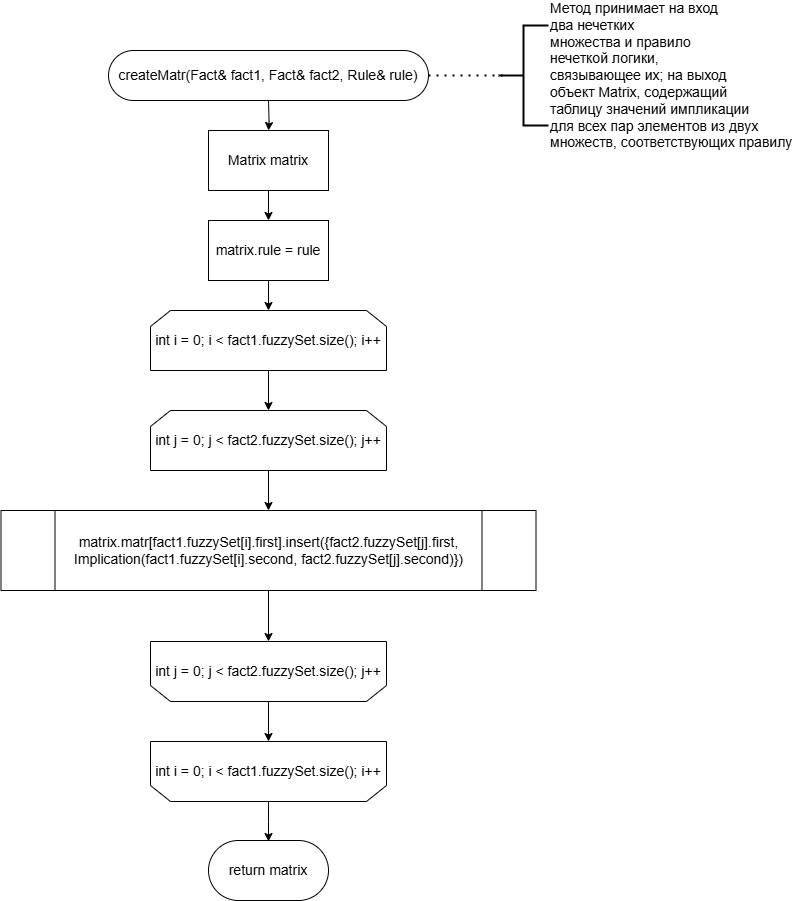 Метод принимает на вход
два нечетких
множества и правило
нечеткой логики,
связывающее их; на выход
объект Matrix, содержащий
таблицу значений импликации
для всех пар элементов из двух
множеств, соответствующих правилу
createMatr(Fact& fact1, Fact& fact2, Rule& rule)
Matrix matrix
matrix.rule = rule
int i = 0; i < fact1.fuzzySet.size(); i++
int j = 0; j < fact2.fuzzySet.size(); j++
matrix.matr[fact1.fuzzySet[i].first].insert({fact2.fuzzySet[j].first,
Implication(fact1.fuzzySet[i].second, fact2.fuzzySet[j].second)})
int j = 0; j < fact2.fuzzySet.size(); j++
int i = 0; i < fact1.fuzzySet.size(); i++
return matrix